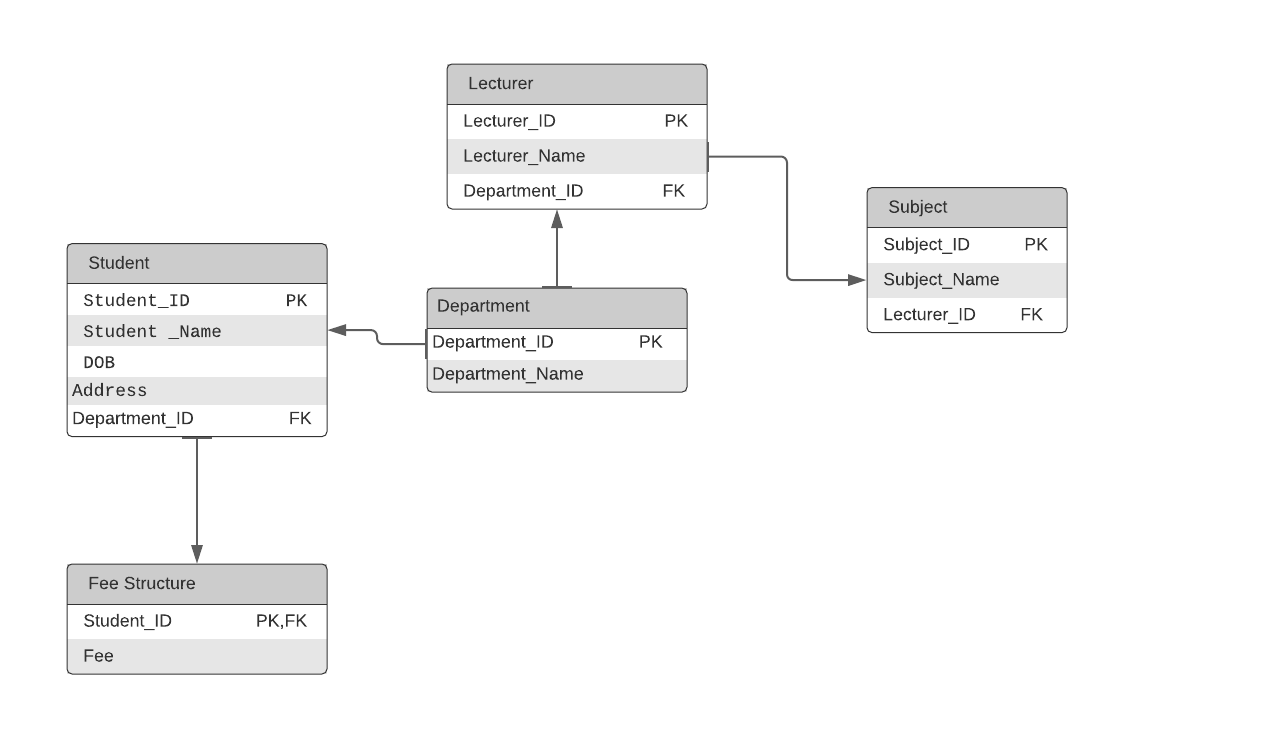 Lecturer
Lecturer_ID PK
Lecturer_Name
Department_ID FK
Subject
Subject_ID PK
Subject_Name
Lecturer_ID FK
Student
Student_ID PK
Student _Name
DOB
Address
Department_ID FK
Department
Department_ID PK
Department_Name
Fee Structure
Student_ID PK,FK
Fee